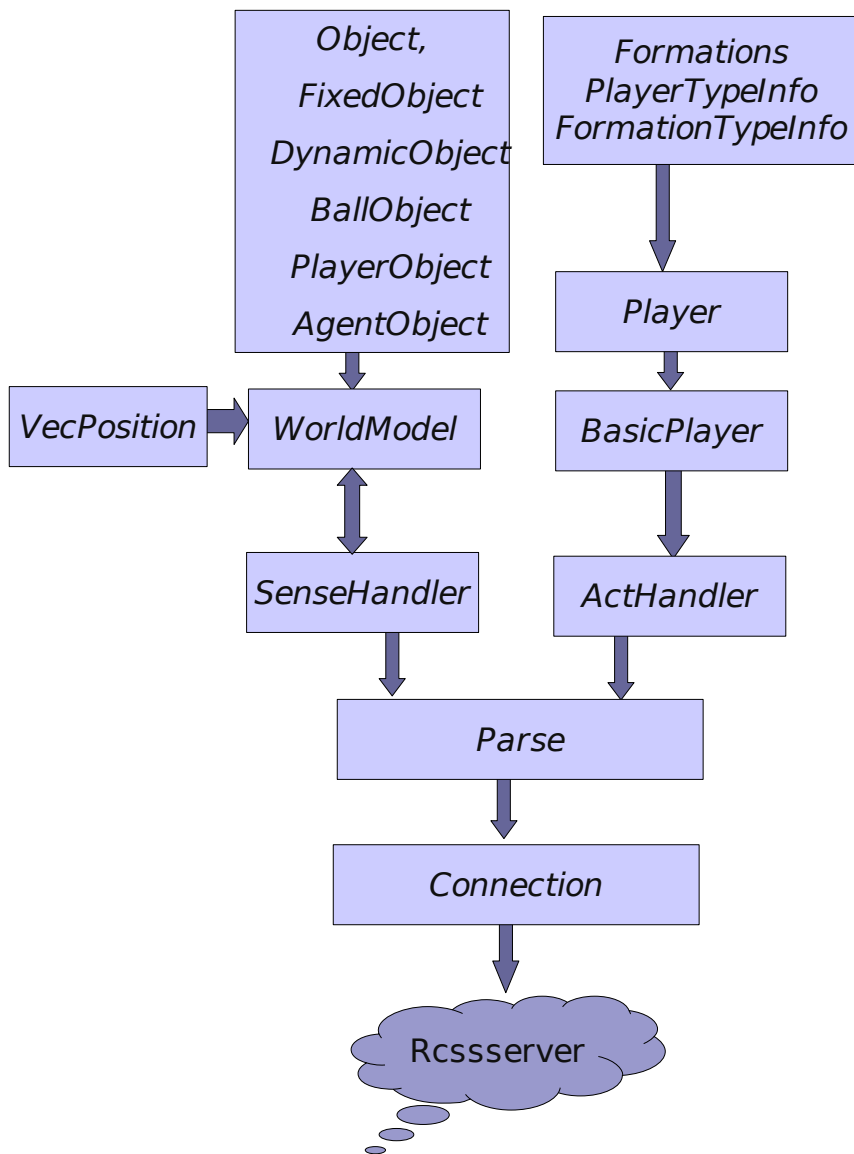 Object,
FixedObject
DynamicObject
BallObject
PlayerObject
AgentObject
Formations
PlayerTypeInfo
FormationTypeInfo
Player
VecPosition
WorldModel
BasicPlayer
SenseHandler
ActHandler
Parse
Connection
Rcssserver